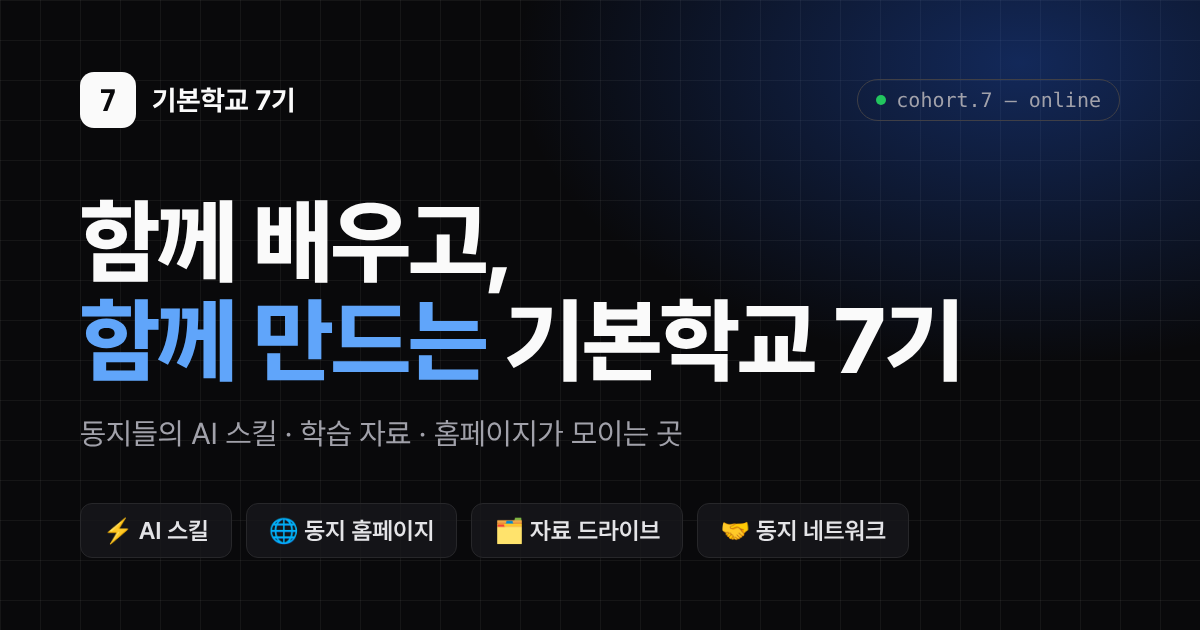 7 기본학교 7기
cohort.7 — online
함께 배우고,
함께 만드는 기본학교 7기
동지들의 AI 스킬 · 학습 자료 · 홈페이지가 모이는 곳
⚡ AI 스킬
🌐 동지 홈페이지
🗂️ 자료 드라이브
🤝 동지 네트워크